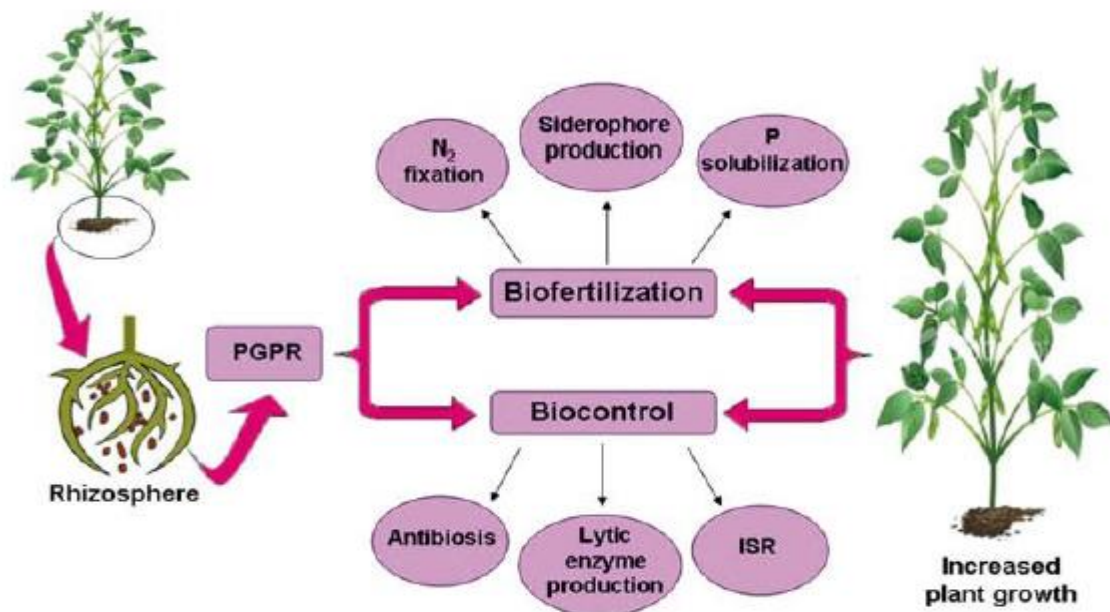 N₂
fixation
Siderophore
production
P
solubilization
Biofertilization
PGPR
Biocontrol
Rhizosphere
Antibiosis
Lytic
enzyme
production
ISR
Increased
plant growth